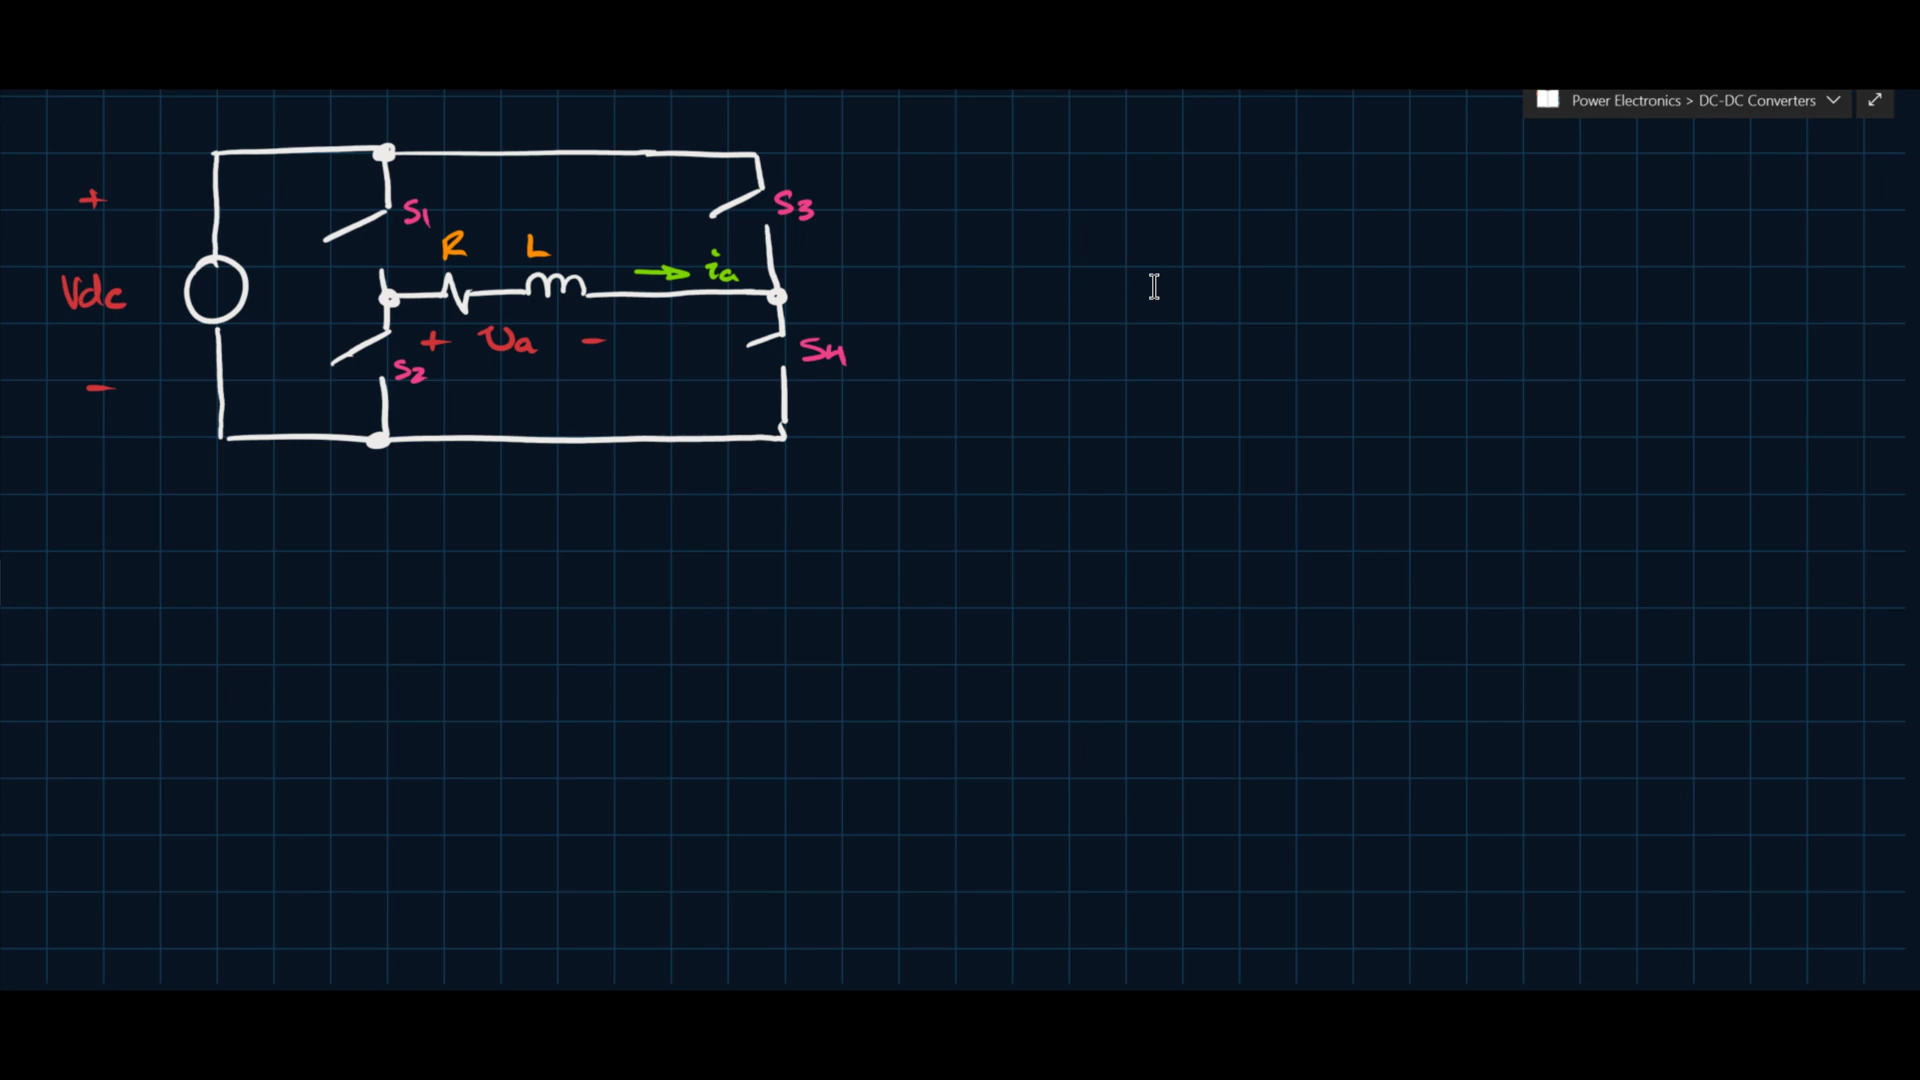 Power Electronics > DC-DC Converters
+
S1
S3
R
L
ia
Vdc
+ Va -
S4
S2
-